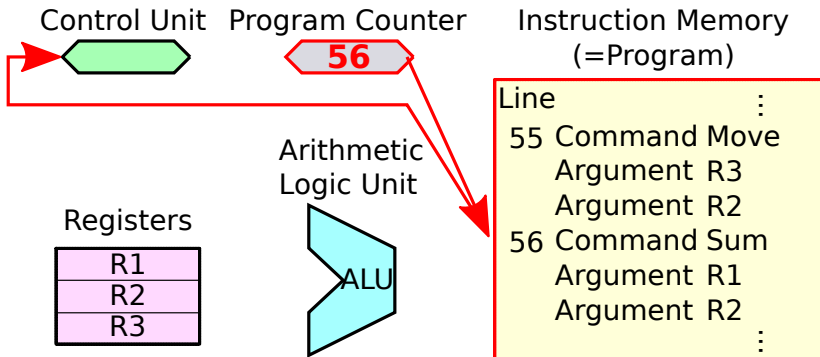 Control Unit
Program Counter
Instruction Memory
(=Program)
56
Line
⋮
55 Command Move
Argument R3
Argument R2
56 Command Sum
Argument R1
Argument R2
⋮
Arithmetic
Logic Unit
ALU
Registers
R1
R2
R3